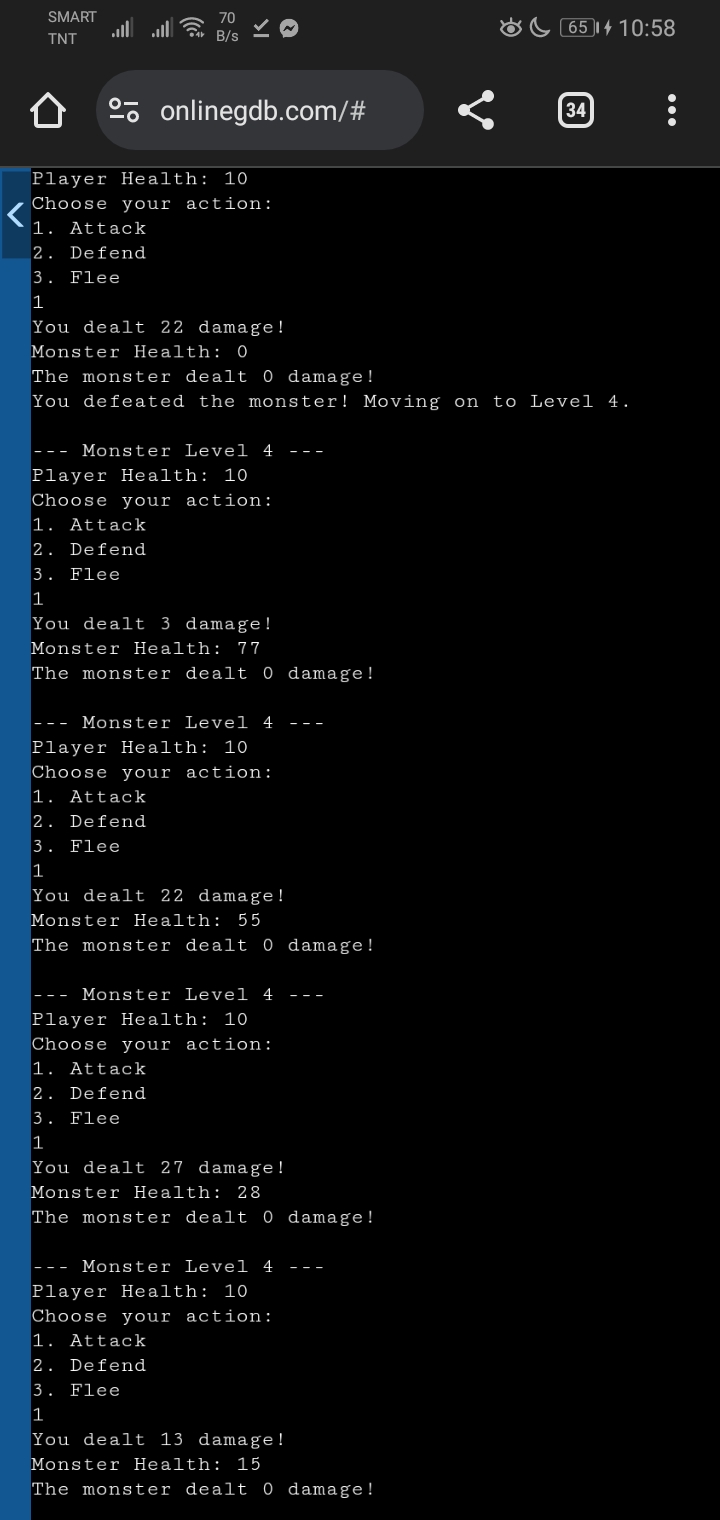 SMART
TNT
70
B/s
65
10:58
onlinegdb.com/#
34
Player Health: 10
Choose your action:
1. Attack
2. Defend
3. Flee
1
You dealt 22 damage!
Monster Health: 0
The monster dealt 0 damage!
You defeated the monster! Moving on to Level 4.
--- Monster Level 4 ---
Player Health: 10
Choose your action:
1. Attack
2. Defend
3. Flee
1
You dealt 3 damage!
Monster Health: 77
The monster dealt 0 damage!
--- Monster Level 4 ---
Player Health: 10
Choose your action:
1. Attack
2. Defend
3. Flee
1
You dealt 22 damage!
Monster Health: 55
The monster dealt 0 damage!
--- Monster Level 4 ---
Player Health: 10
Choose your action:
1. Attack
2. Defend
3. Flee
1
You dealt 27 damage!
Monster Health: 28
The monster dealt 0 damage!
--- Monster Level 4 ---
Player Health: 10
Choose your action:
1. Attack
2. Defend
3. Flee
1
You dealt 13 damage!
Monster Health: 15
The monster dealt 0 damage!